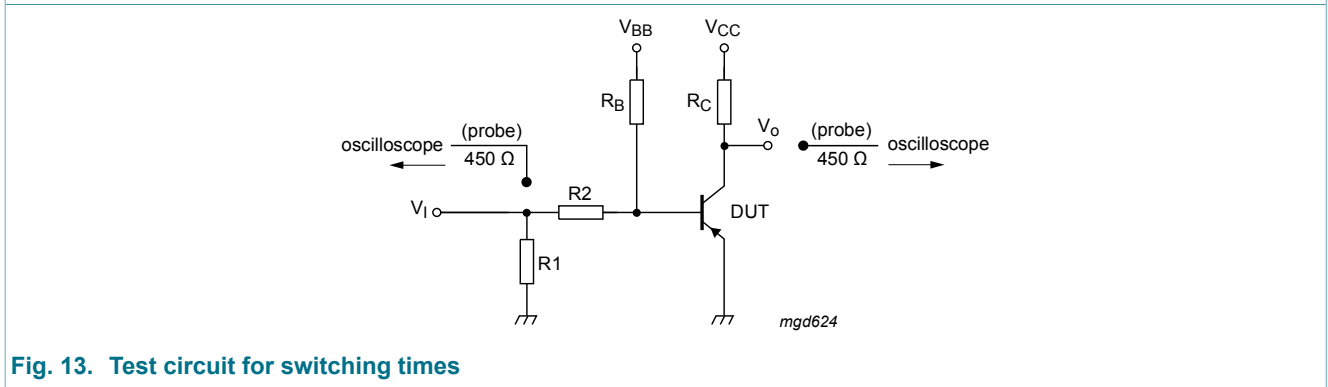 VBB
VCC
RB
RC
Vo
(probe)
450 Ω
oscilloscope
(probe)
450 Ω
oscilloscope
VI
R2
R1
DUT
mgd624
Fig. 13. Test circuit for switching times